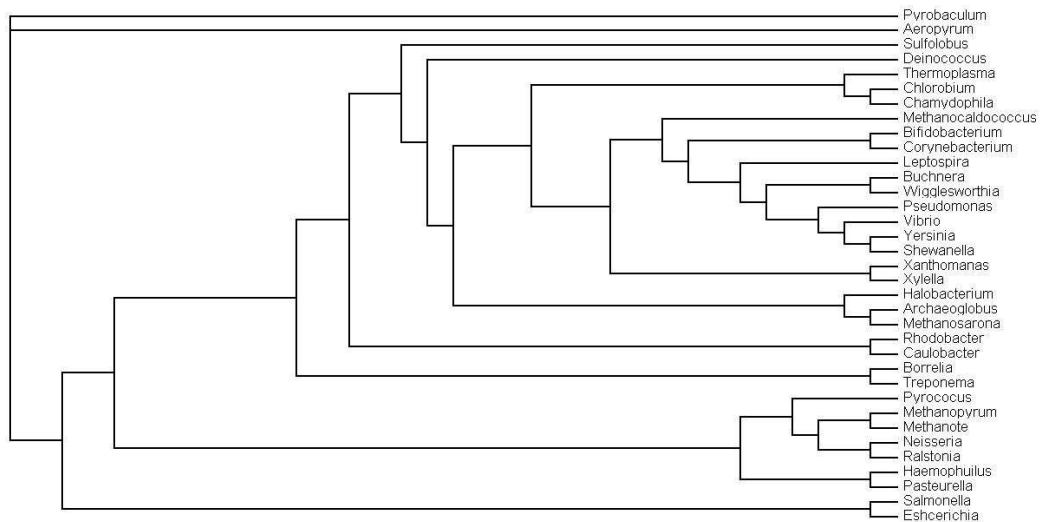 Pyrobaculum
Aeropyrum
Sulfolobus
Deinococcus
Thermoplasma
Chlorobium
Chamydophila
Methanocaldococcus
Bifidobacterium
Corynebacterium
Leptospira
Buchnera
Wigglesworthia
Pseudomonas
Vibrio
Yersinia
Shewanella
Xanthomanas
Xylella
Halobacterium
Archaeoglobus
Methanosarona
Rhodobacter
Caulobacter
Borrelia
Treponema
Pyrococus
Methanopyrum
Methanote
Neisseria
Ralstonia
Haemophuilus
Pasteurella
Salmonella
Eshcerichia